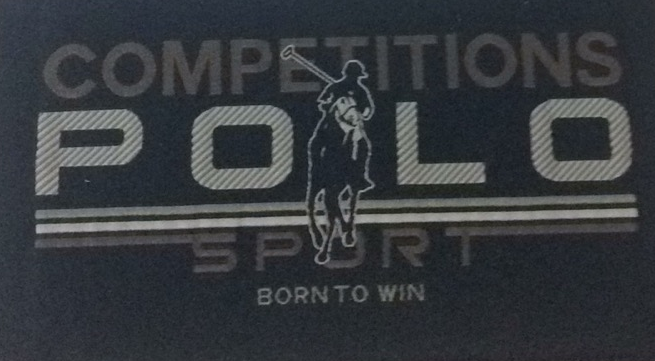 COMPETITIONS
POLO
SPORT
BORN TO WIN